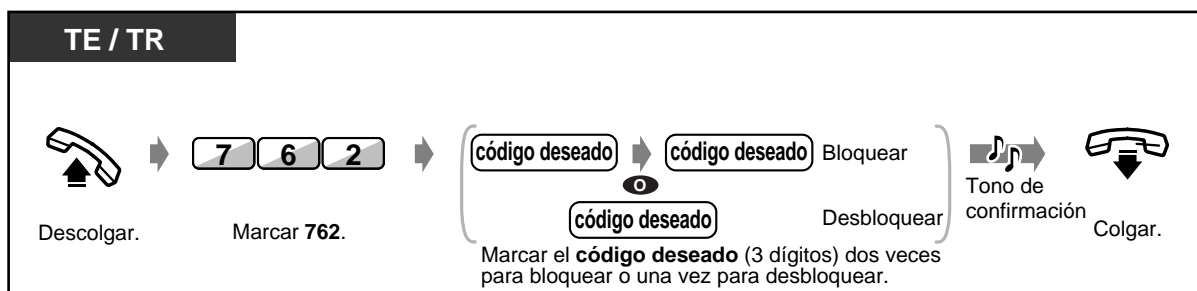 TE / TR
7 6 2
código deseado código deseado Bloquear
O
código deseado Desbloquear
Tono de
confirmación
Descolgar.
Marcar 762.
Marcar el código deseado (3 dígitos) dos veces
para bloquear o una vez para desbloquear.
Colgar.